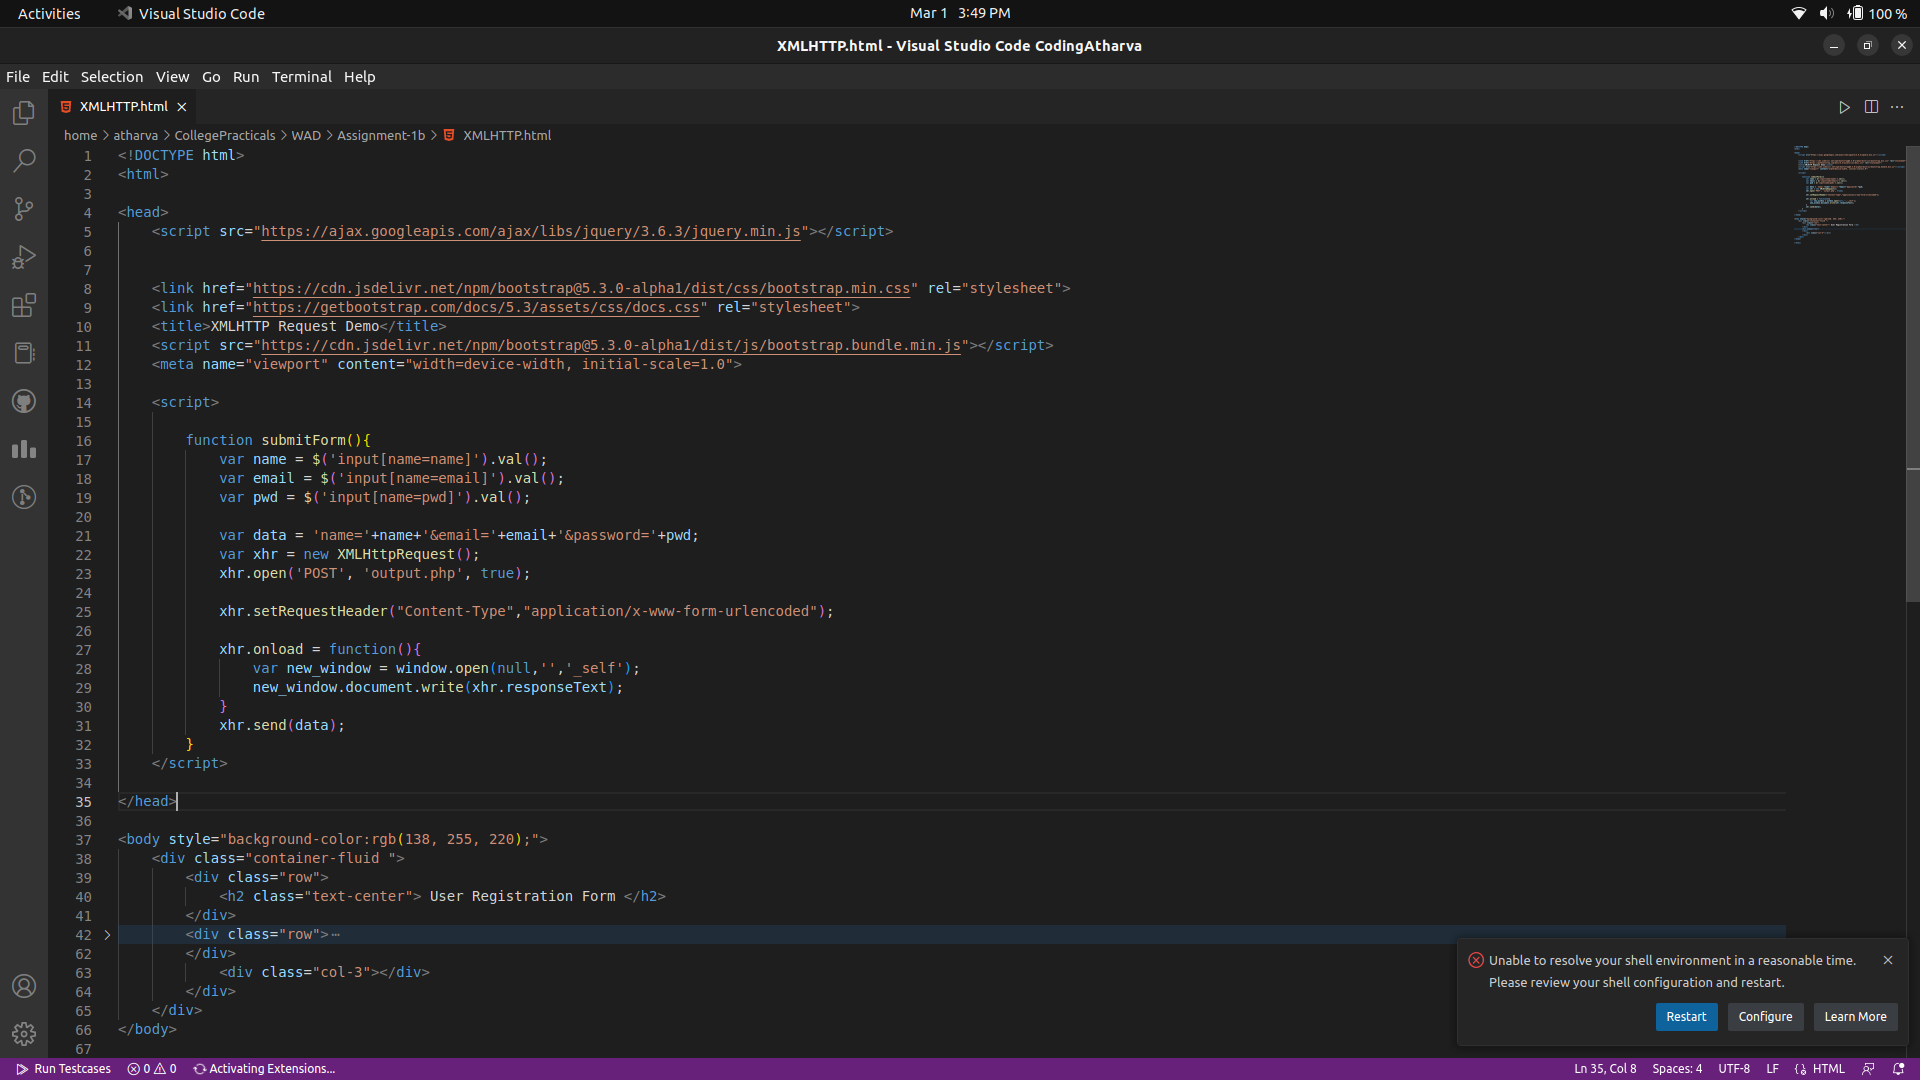 Activities Visual Studio Code Mar 1 3:49 PM 100 %
XMLHTTP.html - Visual Studio Code CodingAtharva
File Edit Selection View Go Run Terminal Help
XMLHTTP.html
home > atharva > CollegePracticals > WAD > Assignment-1b > XMLHTTP.html
1 <!DOCTYPE html>
2 <html>
3
4 <head>
5 <script src="https://ajax.googleapis.com/ajax/libs/jquery/3.6.3/jquery.min.js"></script>
6
7
8 <link href="https://cdn.jsdelivr.net/npm/bootstrap@5.3.0-alpha1/dist/css/bootstrap.min.css" rel="stylesheet">
9 <link href="https://getbootstrap.com/docs/5.3/assets/css/docs.css" rel="stylesheet">
10 <title>XMLHTTP Request Demo</title>
11 <script src="https://cdn.jsdelivr.net/npm/bootstrap@5.3.0-alpha1/dist/js/bootstrap.bundle.min.js"></script>
12 <meta name="viewport" content="width=device-width, initial-scale=1.0">
13
14 <script>
15
16 function submitForm(){
17 var name = $('input[name=name]').val();
18 var email = $('input[name=email]').val();
19 var pwd = $('input[name=pwd]').val();
20
21 var data = 'name='+name+'&email='+email+'&password='+pwd;
22 var xhr = new XMLHttpRequest();
23 xhr.open('POST', 'output.php', true);
24
25 xhr.setRequestHeader("Content-Type","application/x-www-form-urlencoded");
26
27 xhr.onload = function(){
28 var new_window = window.open(null,'','_self');
29 new_window.document.write(xhr.responseText);
30 }
31 xhr.send(data);
32 }
33 </script>
34
35 </head>
36
37 <body style="background-color:rgb(138, 255, 220);">
38 <div class="container-fluid ">
39 <div class="row">
40 <h2 class="text-center"> User Registration Form </h2>
41 </div>
42 <div class="row">⋯
62 </div>
63 <div class="col-3"></div>
64 </div>
65 </div>
66 </body>
67
Unable to resolve your shell environment in a reasonable time.
Please review your shell configuration and restart.
Restart Configure Learn More
Run Testcases 0 0 Activating Extensions... Ln 35, Col 8 Spaces: 4 UTF-8 LF HTML